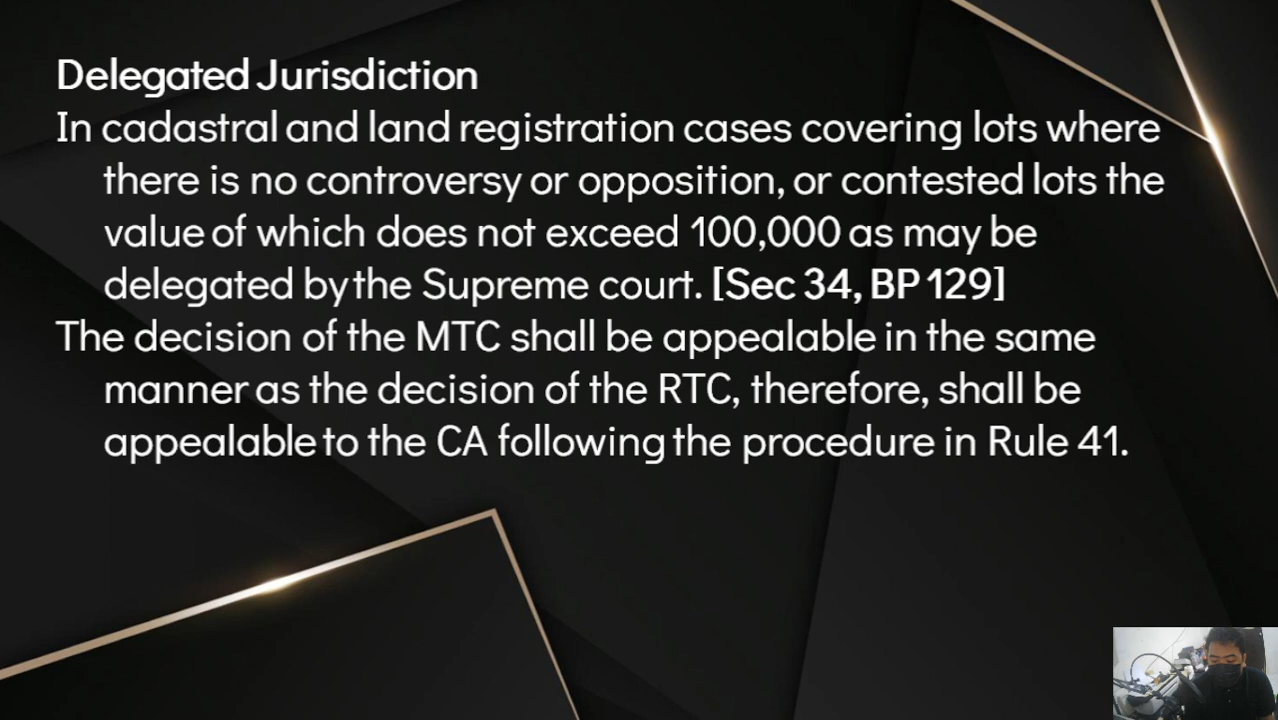 Delegated Jurisdiction
In cadastral and land registration cases covering lots where
there is no controversy or opposition, or contested lots the
value of which does not exceed 100,000 as may be
delegated by the Supreme court. [Sec 34, BP 129]
The decision of the MTC shall be appealable in the same
manner as the decision of the RTC, therefore, shall be
appealable to the CA following the procedure in Rule 41.